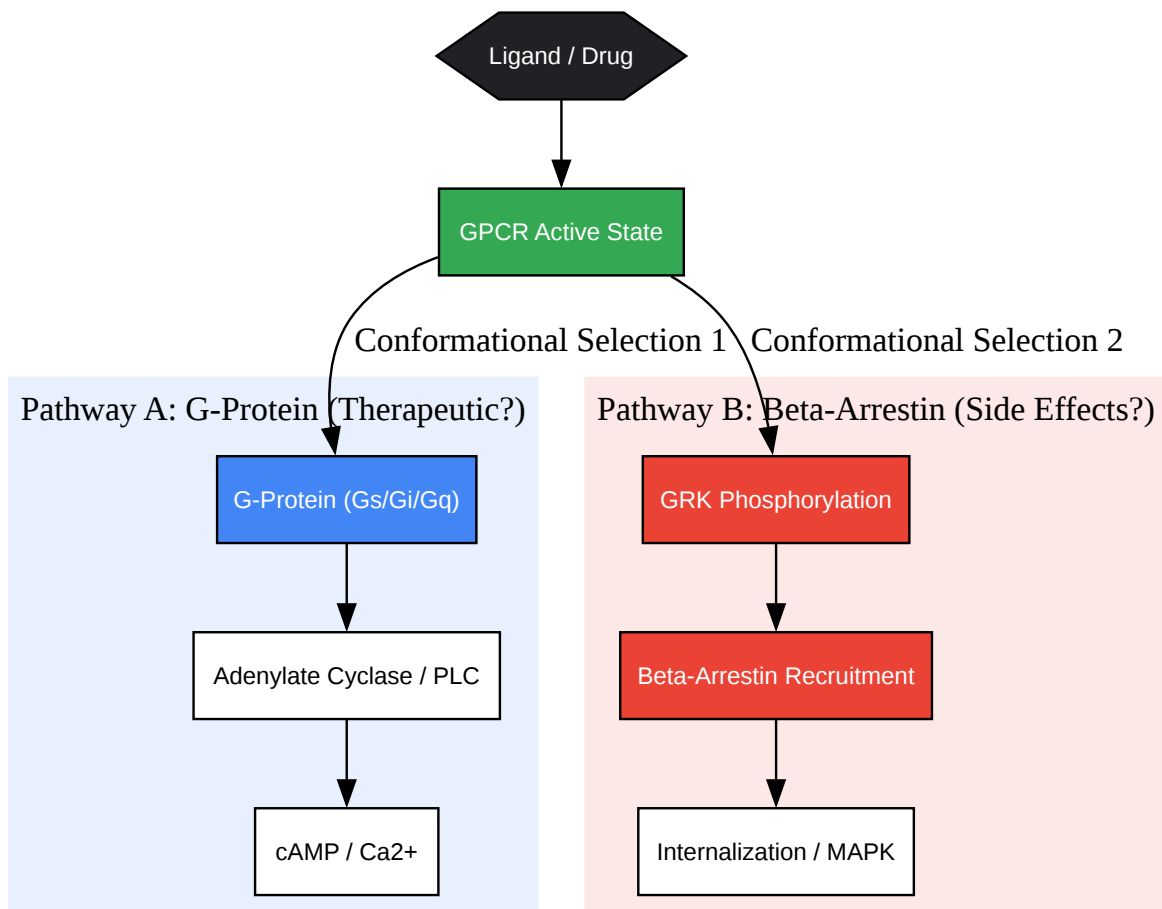 Ligand / Drug
GPCR Active State
Conformational Selection 1
Conformational Selection 2
Pathway A: G-Protein (Therapeutic?)
Pathway B: Beta-Arrestin (Side Effects?)
G-Protein (Gs/Gi/Gq)
GRK Phosphorylation
Adenylate Cyclase / PLC
Beta-Arrestin Recruitment
cAMP / Ca2+
Internalization / MAPK